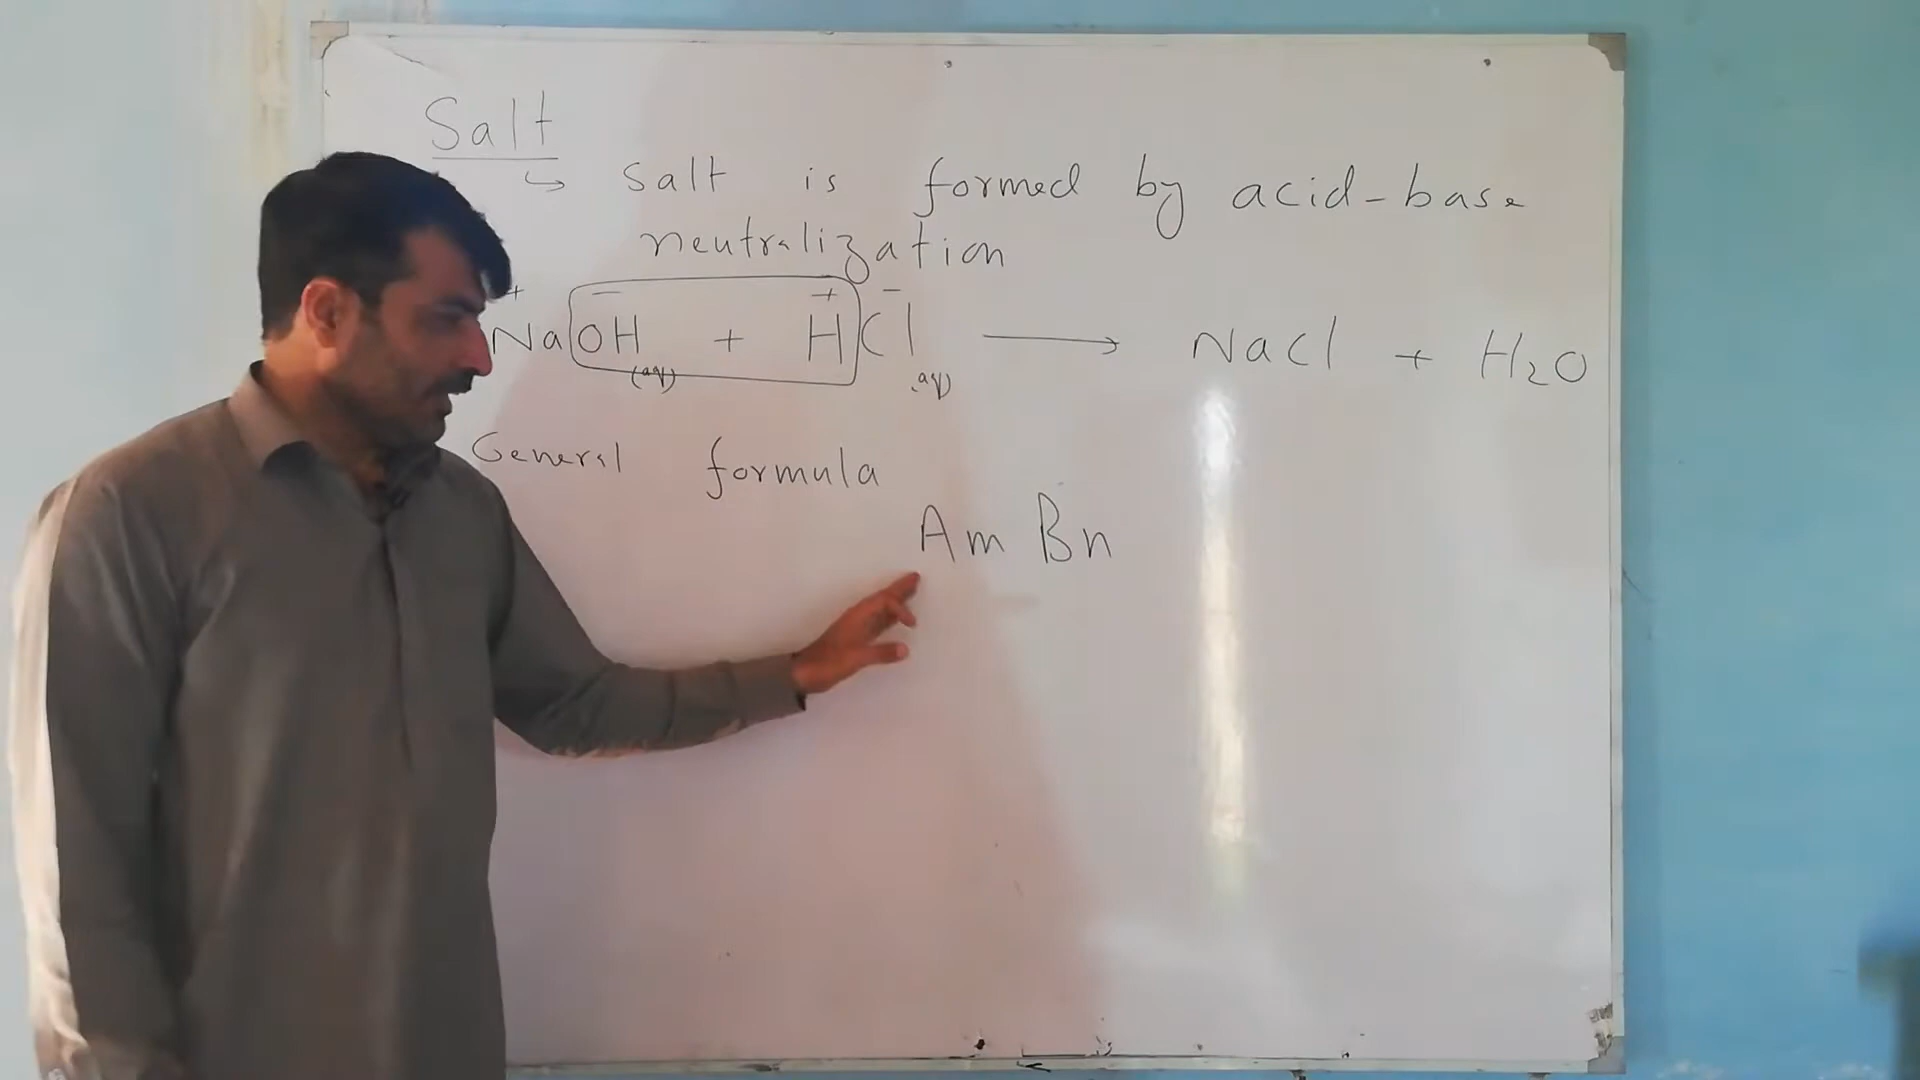 Salt
↳ Salt is formed by acid-base
neutralization
+ − + −
NaOH (aq) + HCl (aq) ⟶ NaCl + H₂O
General formula
Am Bn